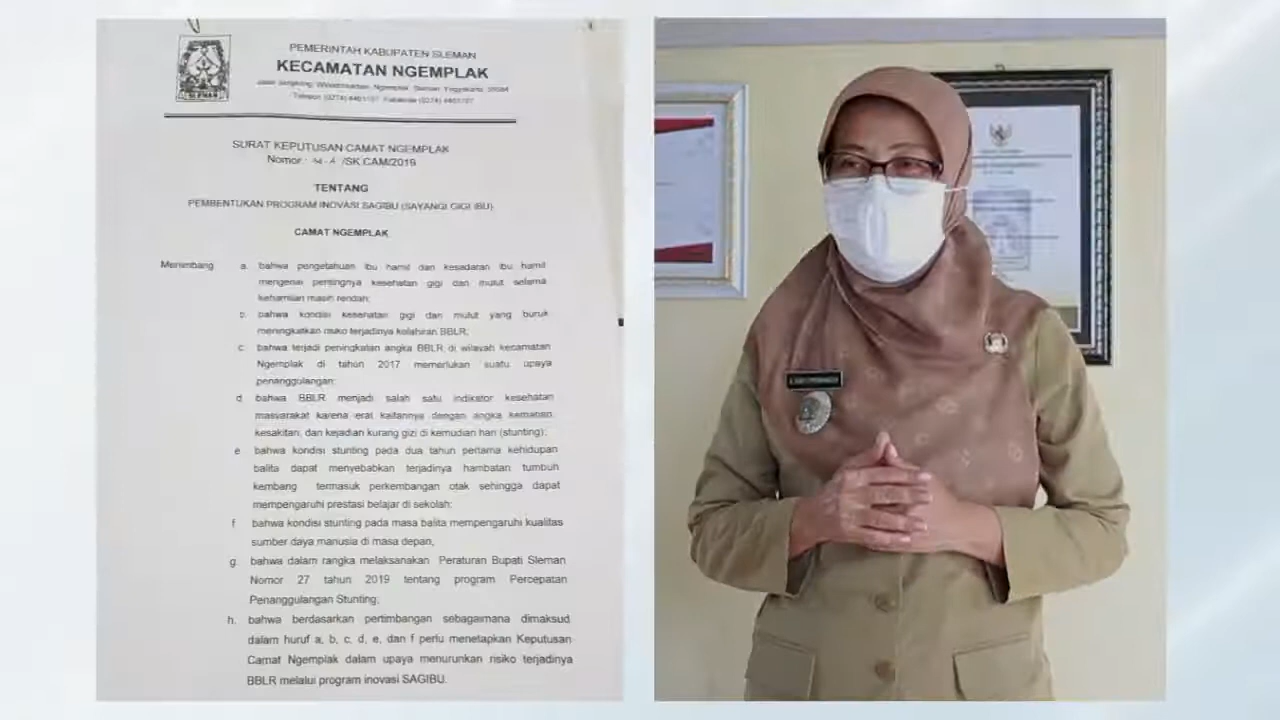 PEMERINTAH KABUPATEN SLEMAN
KECAMATAN NGEMPLAK
SLEMAN
SURAT KEPUTUSAN CAMAT NGEMPLAK
Nomor : /SK.CAM/2019
TENTANG
PEMBENTUKAN PROGRAM INOVASI SAGIBU (SAYANGI GIGI IBU)
CAMAT NGEMPLAK
Menimbang a. bahwa pengetahuan ibu hamil dan kesadaran ibu hamil
mengenai pentingnya kesehatan gigi dan mulut selama
kehamilan masih rendah;
b. bahwa kondisi kesehatan gigi dan mulut yang buruk
meningkatkan risiko terjadinya kelahiran BBLR;
c. bahwa terjadi peningkatan angka BBLR di wilayah kecamatan
Ngemplak di tahun 2017 memerlukan suatu upaya
penanggulangan;
d. bahwa BBLR menjadi salah satu indikator kesehatan
masyarakat karena erat kaitannya dengan angka kematian,
kesakitan, dan kejadian kurang gizi di kemudian hari (stunting);
e. bahwa kondisi stunting pada dua tahun pertama kehidupan
balita dapat menyebabkan terjadinya hambatan tumbuh
kembang termasuk perkembangan otak sehingga dapat
mempengaruhi prestasi belajar di sekolah;
f. bahwa kondisi stunting pada masa balita mempengaruhi kualitas
sumber daya manusia di masa depan;
g. bahwa dalam rangka melaksanakan Peraturan Bupati Sleman
Nomor 27 tahun 2019 tentang program Percepatan
Penanggulangan Stunting;
h. bahwa berdasarkan pertimbangan sebagaimana dimaksud
dalam huruf a, b, c, d, e, dan f perlu menetapkan Keputusan
Camat Ngemplak dalam upaya menurunkan risiko terjadinya
BBLR melalui program inovasi SAGIBU.